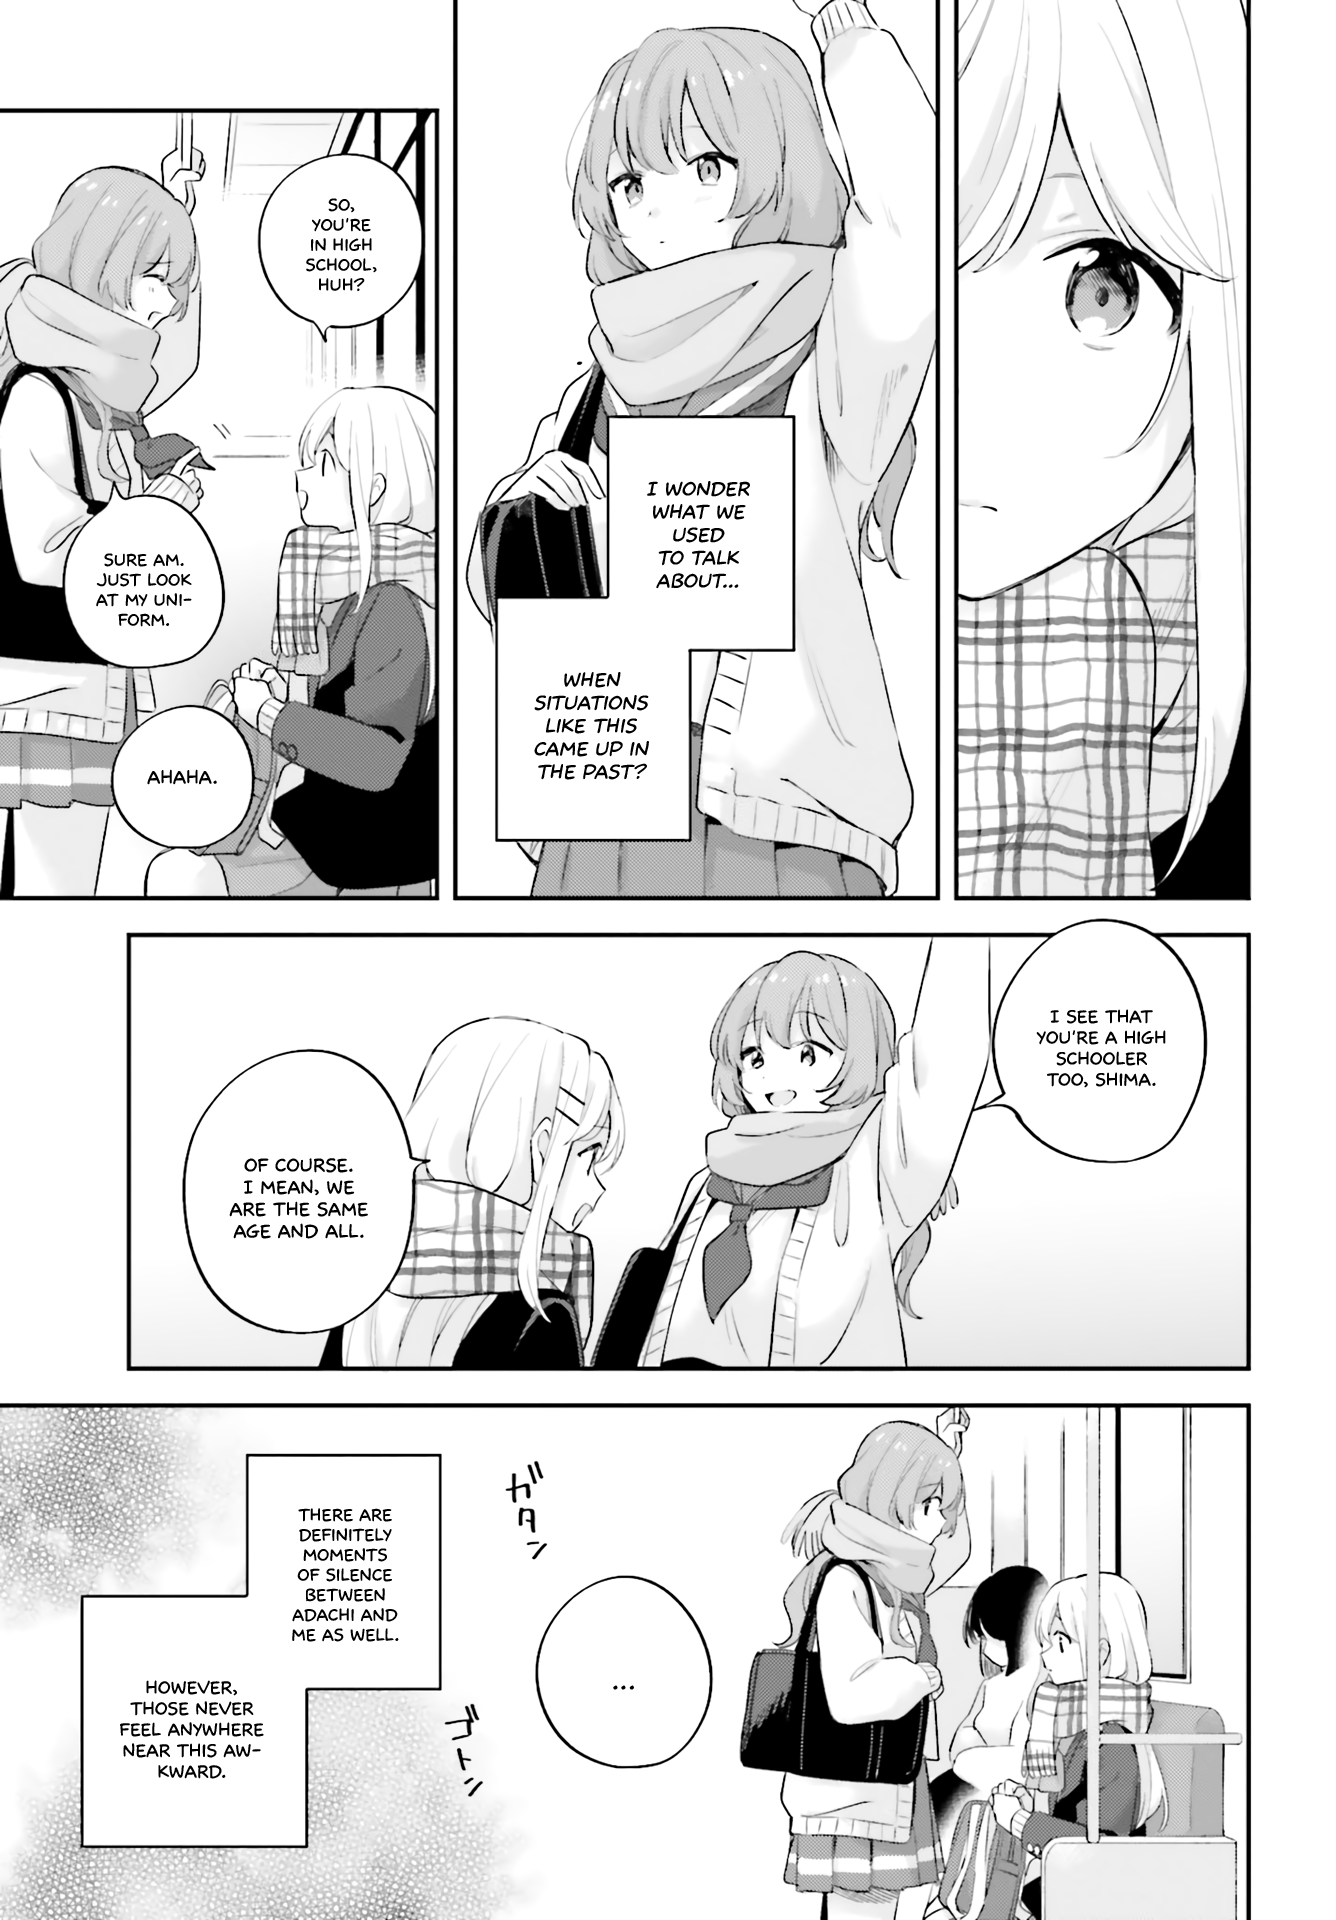 I WONDER
WHAT WE
USED
TO TALK
ABOUT...
WHEN
SITUATIONS
LIKE THIS
CAME UP IN
THE PAST?
SO,
YOU'RE
IN HIGH
SCHOOL,
HUH?
SURE AM.
JUST LOOK
AT MY UNI-
FORM.
AHAHA.
I SEE THAT
YOU'RE A HIGH
SCHOOLER
TOO, SHIMA.
OF COURSE.
I MEAN, WE
ARE THE SAME
AGE AND ALL.
...
ガタン
ゴトン
THERE ARE
DEFINITELY
MOMENTS
OF SILENCE
BETWEEN
ADACHI AND
ME AS WELL.
HOWEVER,
THOSE NEVER
FEEL ANYWHERE
NEAR THIS AW-
KWARD.